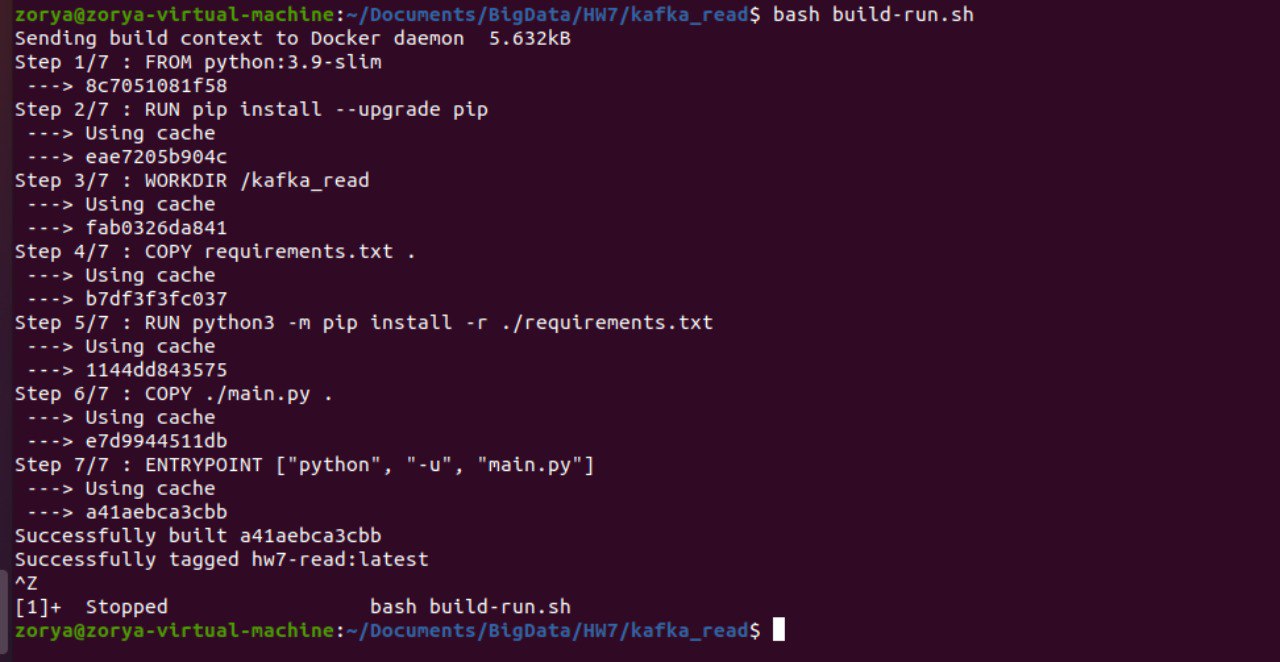 zorya@zorya-virtual-machine:~/Documents/BigData/HW7/kafka_read$ bash build-run.sh
Sending build context to Docker daemon  5.632kB
Step 1/7 : FROM python:3.9-slim
 ---> 8c7051081f58
Step 2/7 : RUN pip install --upgrade pip
 ---> Using cache
 ---> eae7205b904c
Step 3/7 : WORKDIR /kafka_read
 ---> Using cache
 ---> fab0326da841
Step 4/7 : COPY requirements.txt .
 ---> Using cache
 ---> b7df3f3fc037
Step 5/7 : RUN python3 -m pip install -r ./requirements.txt
 ---> Using cache
 ---> 1144dd843575
Step 6/7 : COPY ./main.py .
 ---> Using cache
 ---> e7d9944511db
Step 7/7 : ENTRYPOINT ["python", "-u", "main.py"]
 ---> Using cache
 ---> a41aebca3cbb
Successfully built a41aebca3cbb
Successfully tagged hw7-read:latest
^Z
[1]+  Stopped                 bash build-run.sh
zorya@zorya-virtual-machine:~/Documents/BigData/HW7/kafka_read$